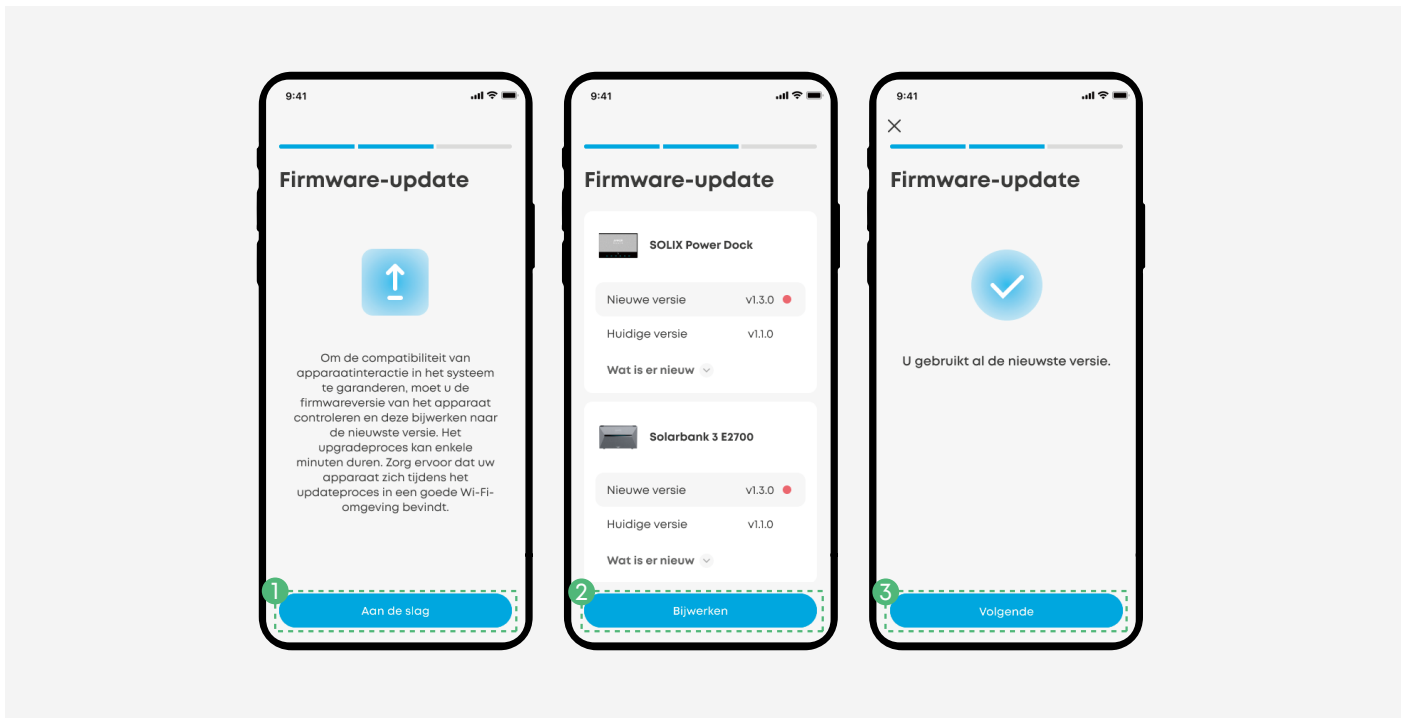 9:41
Firmware-update
Om de compatibiliteit van
apparaatinteractie in het systeem
te garanderen, moet u de
firmwareversie van het apparaat
controleren en deze bijwerken naar
de nieuwste versie. Het
upgradeproces kan enkele
minuten duren. Zorg ervoor dat uw
apparaat zich tijdens het
updateproces in een goede Wi-Fi-
omgeving bevindt.
1
Aan de slag
9:41
Firmware-update
SOLIX Power Dock
Nieuwe versie v1.3.0
Huidige versie v1.1.0
Wat is er nieuw
Solarbank 3 E2700
Nieuwe versie v1.3.0
Huidige versie v1.1.0
Wat is er nieuw
2
Bijwerken
9:41
Firmware-update
U gebruikt al de nieuwste versie.
3
Volgende